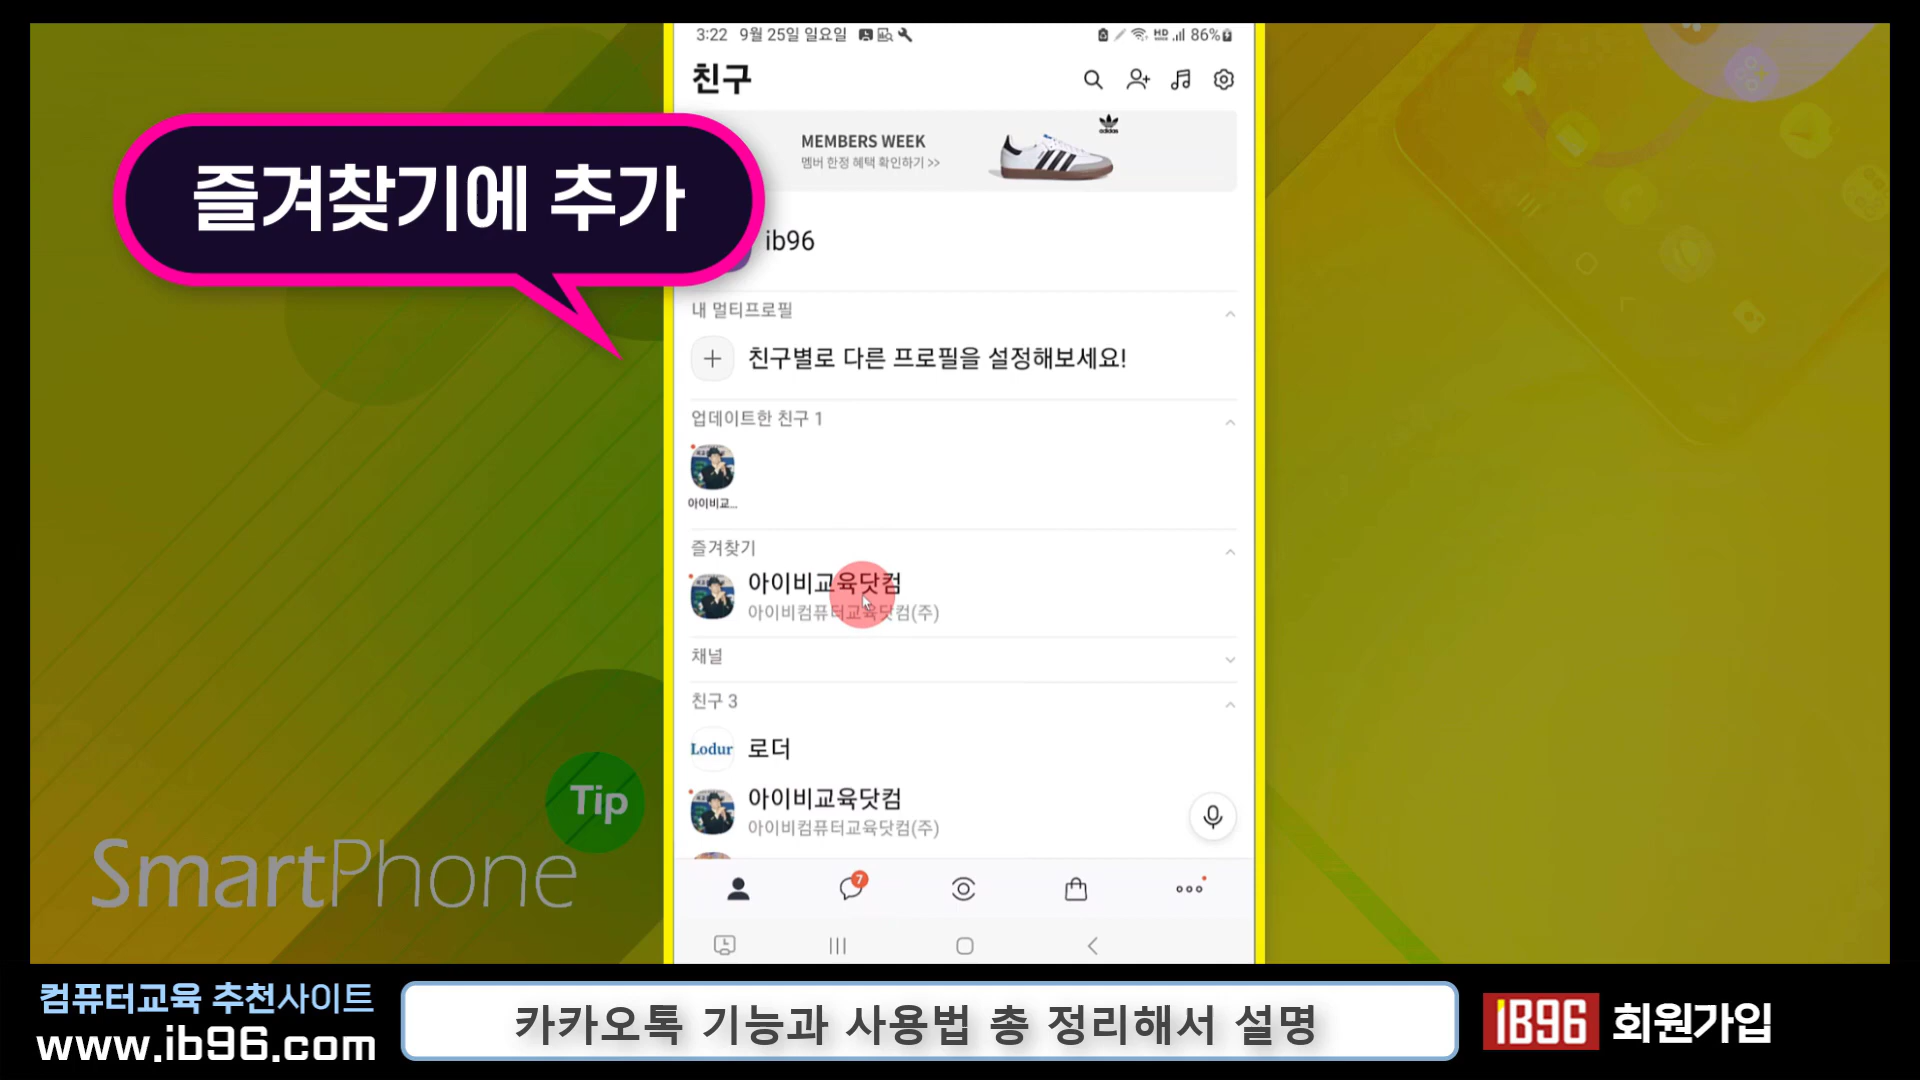 3:22 9월 25일 일요일
HD 86%
친구
즐겨찾기에 추가
MEMBERS WEEK
멤버 한정 혜택 확인하기 >>
adidas
ib96
내 멀티프로필
친구별로 다른 프로필을 설정해보세요!
업데이트한 친구 1
아이비교...
즐겨찾기
아이비교육닷컴
아이비컴퓨터교육닷컴(주)
채널
친구 3
Lodur 로더
아이비교육닷컴
아이비컴퓨터교육닷컴(주)
7
Tip
SmartPhone
컴퓨터교육 추천사이트
www.ib96.com
카카오톡 기능과 사용법 총 정리해서 설명
IB96 회원가입